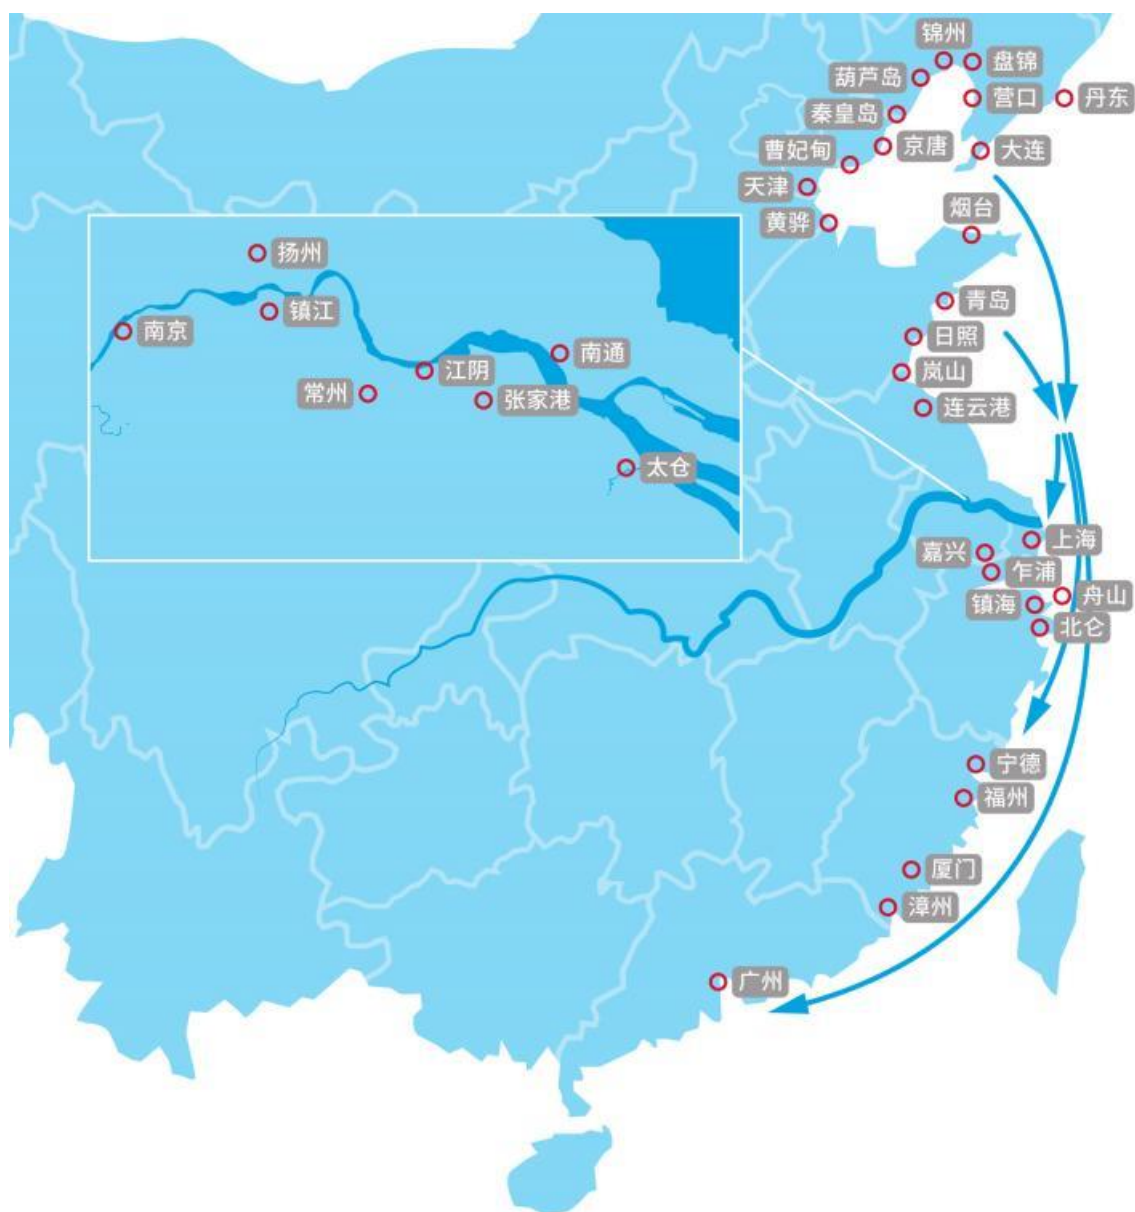 锦州
盘锦
葫芦岛
营口
丹东
秦皇岛
京唐
大连
曹妃甸
天津
黄骅
烟台
扬州
青岛
镇江
南京
日照
南通
江阴
岚山
常州
张家港
连云港
太仓
上海
嘉兴
乍浦
舟山
镇海
北仑
宁德
福州
厦门
漳州
广州